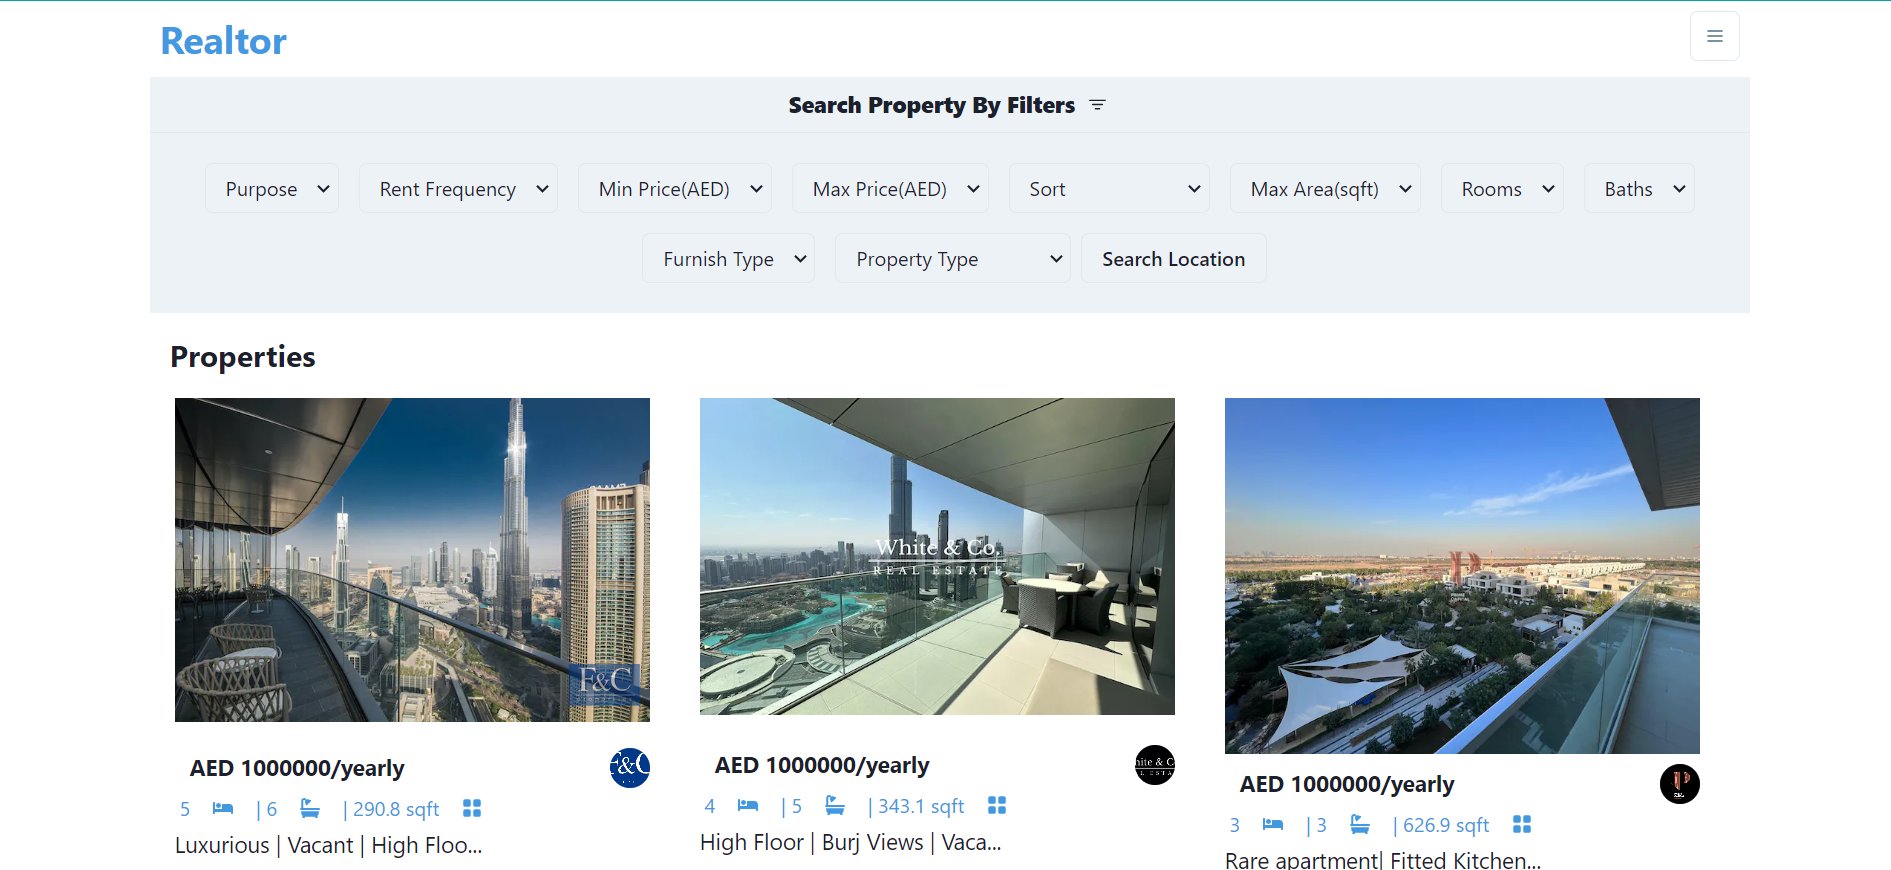 Realtor
Search Property By Filters
Purpose Rent Frequency Min Price(AED) Max Price(AED) Sort Max Area(sqft) Rooms Baths
Furnish Type Property Type Search Location
Properties
White & Co.
REAL ESTATE
F&C
AED 1000000/yearly
F&C
5 | 6 | 290.8 sqft
Luxurious | Vacant | High Floo...
AED 1000000/yearly
hite & C
L ESTA
4 | 5 | 343.1 sqft
High Floor | Burj Views | Vaca...
AED 1000000/yearly
3 | 3 | 626.9 sqft
Rare apartment| Fitted Kitchen...